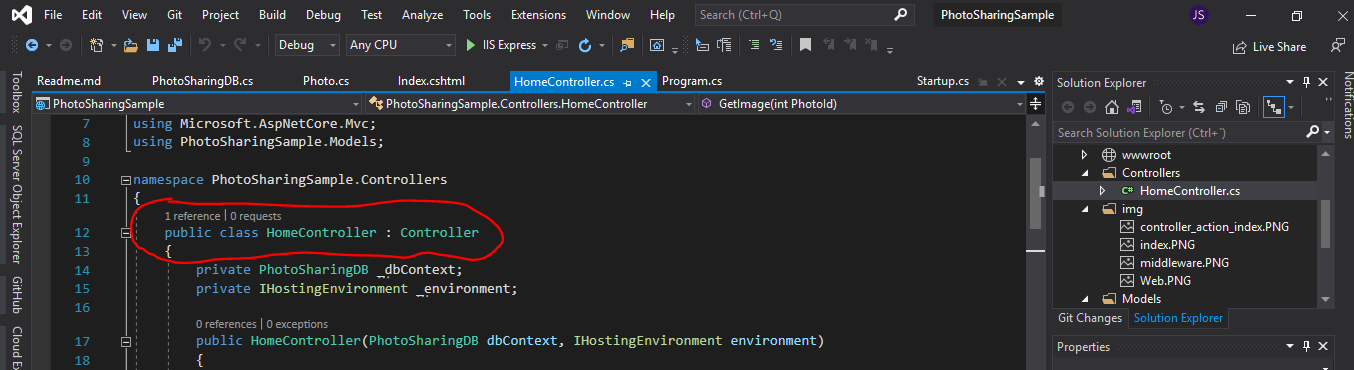 File Edit View Git Project Build Debug Test Analyze Tools Extensions Window Help Search (Ctrl+Q) PhotoSharingSample JS
Debug Any CPU IIS Express Live Share
Readme.md PhotoSharingDB.cs Photo.cs Index.cshtml HomeController.cs Program.cs Startup.cs
PhotoSharingSample PhotoSharingSample.Controllers.HomeController GetImage(int PhotoId)
7 using Microsoft.AspNetCore.Mvc;
8 using PhotoSharingSample.Models;
9
10 namespace PhotoSharingSample.Controllers
11 {
1 reference | 0 requests
12 public class HomeController : Controller
13 {
14 private PhotoSharingDB _dbContext;
15 private IHostingEnvironment _environment;
16
0 references | 0 exceptions
17 public HomeController(PhotoSharingDB dbContext, IHostingEnvironment environment)
18 {
Toolbox
SQL Server Object Explorer
GitHub
Cloud Ex
Solution Explorer
Search Solution Explorer (Ctrl+¨)
wwwroot
Controllers
C# HomeController.cs
img
controller_action_index.PNG
index.PNG
middleware.PNG
Web.PNG
Models
Git Changes Solution Explorer
Properties
Notifications